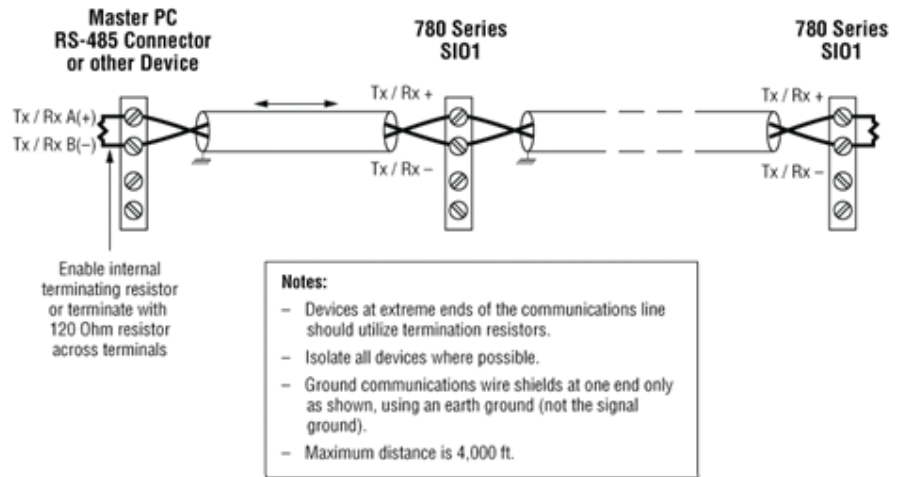 Master PC
RS-485 Connector
or other Device
780 Series
SIO1
780 Series
SIO1
Tx / Rx A(+)
Tx / Rx B(−)
Tx / Rx +
Tx / Rx −
Tx / Rx +
Tx / Rx −
Enable internal
terminating resistor
or terminate with
120 Ohm resistor
across terminals
Notes:
– Devices at extreme ends of the communications line
should utilize termination resistors.
– Isolate all devices where possible.
– Ground communications wire shields at one end only
as shown, using an earth ground (not the signal
ground).
– Maximum distance is 4,000 ft.